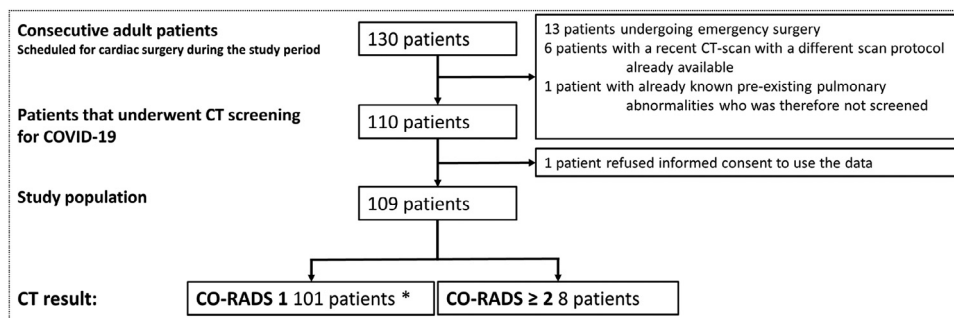 Consecutive adult patients
Scheduled for cardiac surgery during the study period
130 patients
13 patients undergoing emergency surgery
6 patients with a recent CT-scan with a different scan protocol
already available
1 patient with already known pre-existing pulmonary
abnormalities who was therefore not screened
Patients that underwent CT screening
for COVID-19
110 patients
1 patient refused informed consent to use the data
Study population
109 patients
CT result:
CO-RADS 1 101 patients *
CO-RADS ≥ 2 8 patients